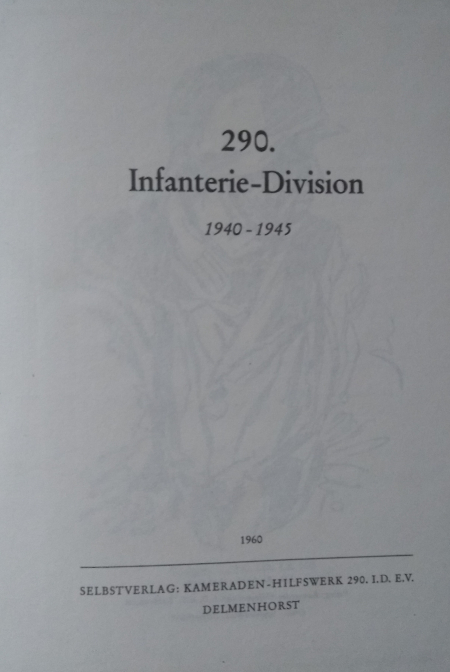 290.
Infanterie-Division
1940-1945
1960
SELBSTVERLAG: KAMERADEN-HILFSWERK 290. I.D. E.V.
DELMENHORST